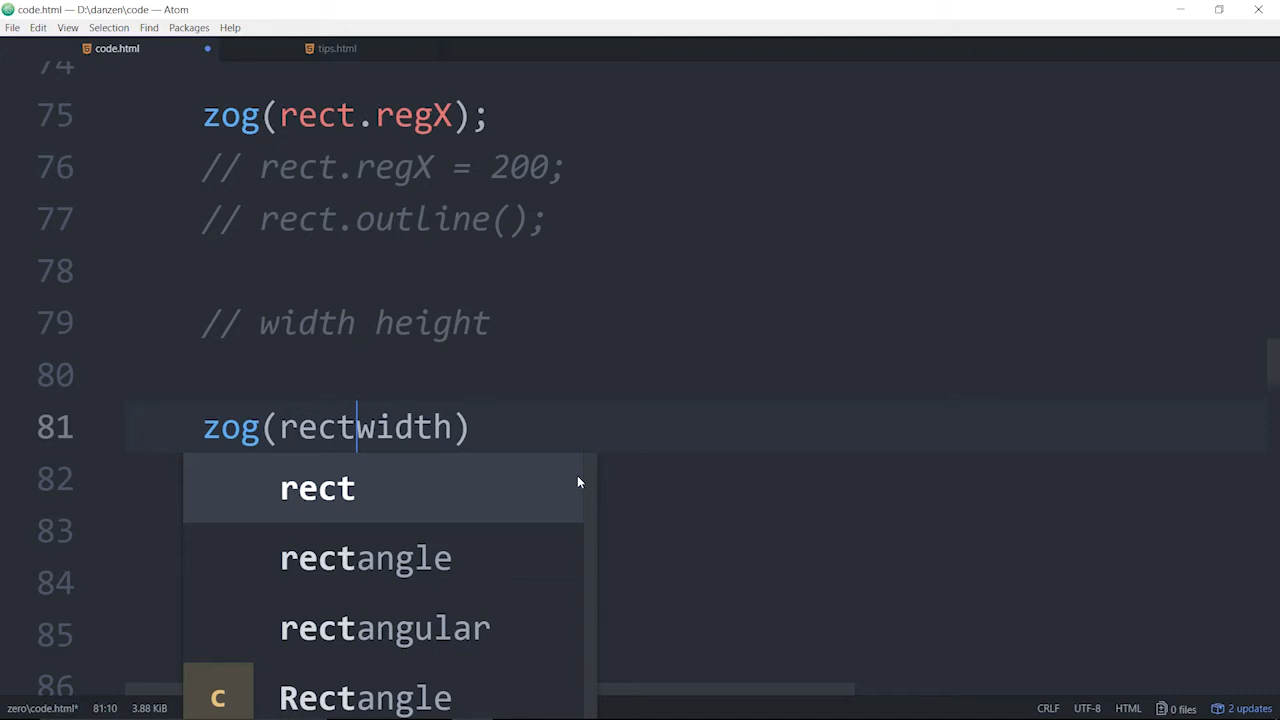 code.html — D:\danzen\code — Atom
File Edit View Selection Find Packages Help
code.html tips.html
74
75 zog(rect.regX);
76 // rect.regX = 200;
77 // rect.outline();
78
79 // width height
80
81 zog(rectwidth)
82 rect
83 rectangle
84 rectangular
85
86 c Rectangle
zero\code.html* 81:10 3.88 KiB CRLF UTF-8 HTML 0 files 2 updates